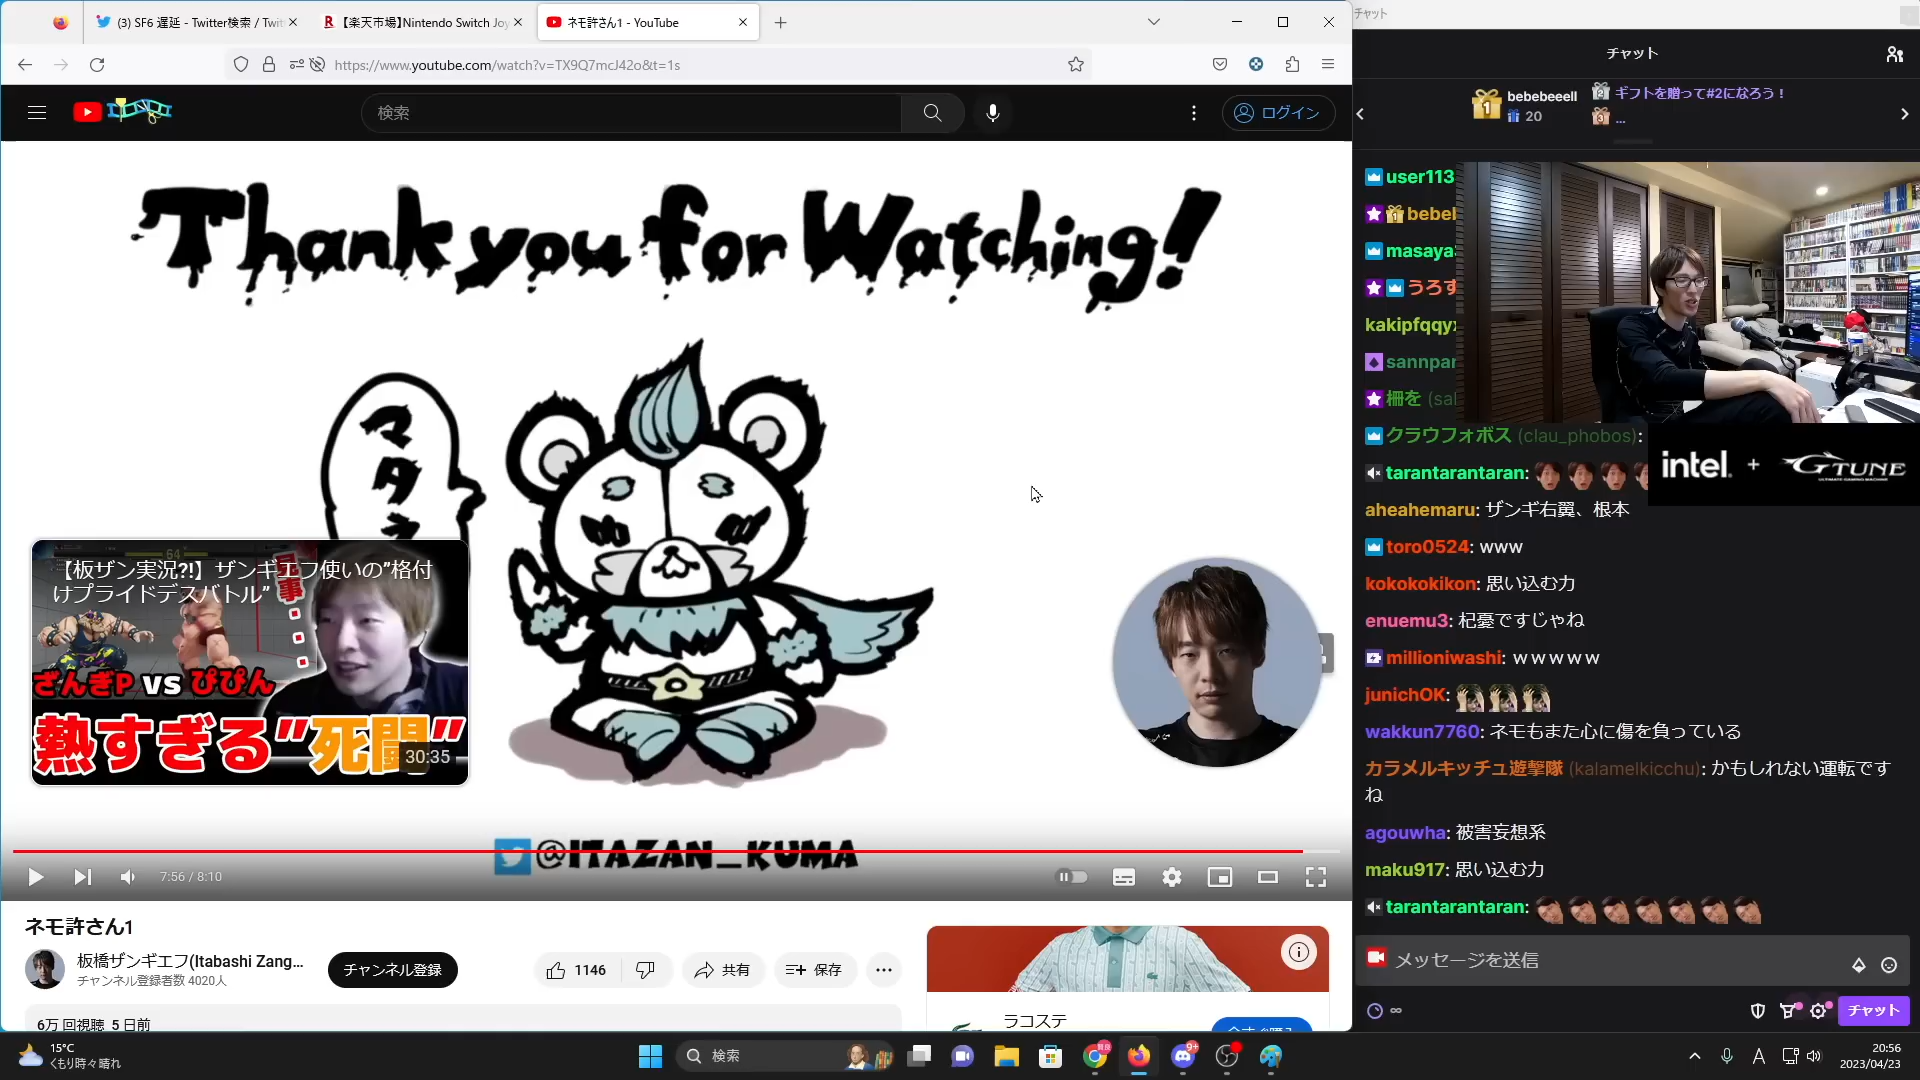 (3) SF6 遅延 - Twitter検索 / Twit
【楽天市場】Nintendo Switch Joy
ネモ許さん1 - YouTube
https://www.youtube.com/watch?v=TX9Q7mcJ42o&t=1s
検索
ログイン
Thank you for Watching!
マタネ
【板ザン実況?!】ザンギエフ使いの”格付
けプライドデスバトル”
64
ざんぎP vs ぴぴん
熱すぎる”死闘”
30:35
@ITAZAN_KUMA
7:56 / 8:10
ネモ許さん1
板橋ザンギエフ(Itabashi Zang...
チャンネル登録者数 4020人
チャンネル登録
1146
共有
保存
6万 回視聴 5 日前
ラコステ
チャット
チャット
bebebeeell
20
ギフトを贈って#2になろう！
...
user113
bebel
masaya
うろす
kakipfqqy
sannpar
柵を (sal
クラウフォボス (clau_phobos):
intel + GTUNE
tarantarantaran:
aheahemaru: ザンギ右翼、根本
toro0524: www
kokokokikon: 思い込む力
enuemu3: 杞憂ですじゃね
millioniwashi: ｗｗｗｗｗ
junichOK:
wakkun7760: ネモもまた心に傷を負っている
カラメルキッチュ遊撃隊 (kalamelkicchu): かもしれない運転です
ね
agouwha: 被害妄想系
maku917: 思い込む力
tarantarantaran:
メッセージを送信
∞
チャット
15°C
くもり時々晴れ
検索
9+
A
20:56
2023/04/23